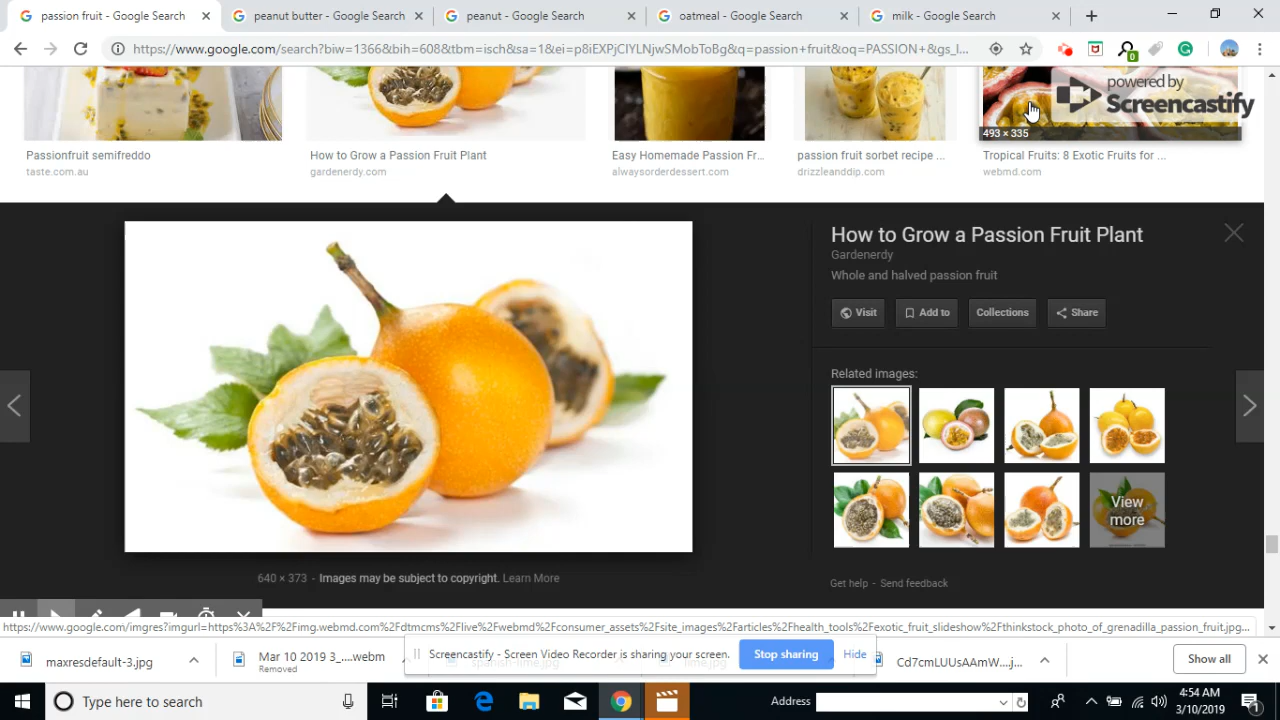 passion fruit - Google Search
peanut butter - Google Search
peanut - Google Search
oatmeal - Google Search
milk - Google Search
https://www.google.com/search?biw=1366&bih=608&tbm=isch&sa=1&ei=p8iEXPjCIYLNjwSMobToBg&q=passion+fruit&oq=PASSION+&gs_l...
0
powered by
Screencastify
493 × 335
Passionfruit semifreddo
taste.com.au
How to Grow a Passion Fruit Plant
gardenerdy.com
Easy Homemade Passion Fr...
alwaysorderdessert.com
passion fruit sorbet recipe ...
drizzleanddip.com
Tropical Fruits: 8 Exotic Fruits for ...
webmd.com
How to Grow a Passion Fruit Plant
Gardenerdy
Whole and halved passion fruit
Visit
Add to
Collections
Share
Related images:
View more
Get help - Send feedback
640 × 373 - Images may be subject to copyright. Learn More
https://www.google.com/imgres?imgurl=https%3A%2F%2Fimg.webmd.com%2Fdtmcms%2Flive%2Fwebmd%2Fconsumer_assets%2Fsite_images%2Farticles%2Fhealth_tools%2Fexotic_fruit_slideshow%2Fthinkstock_photo_of_grenadilla_passion_fruit.jpg...
maxresdefault-3.jpg
Mar 10 2019 3_....webm
Removed
Screencastify - Screen Video Recorder is sharing your screen.
Stop sharing
Hide
spanish-lime.jpg
lime.jpg
Cd7cmLUUsAAmW....j...
Show all
Type here to search
Address
4:54 AM
3/10/2019
1